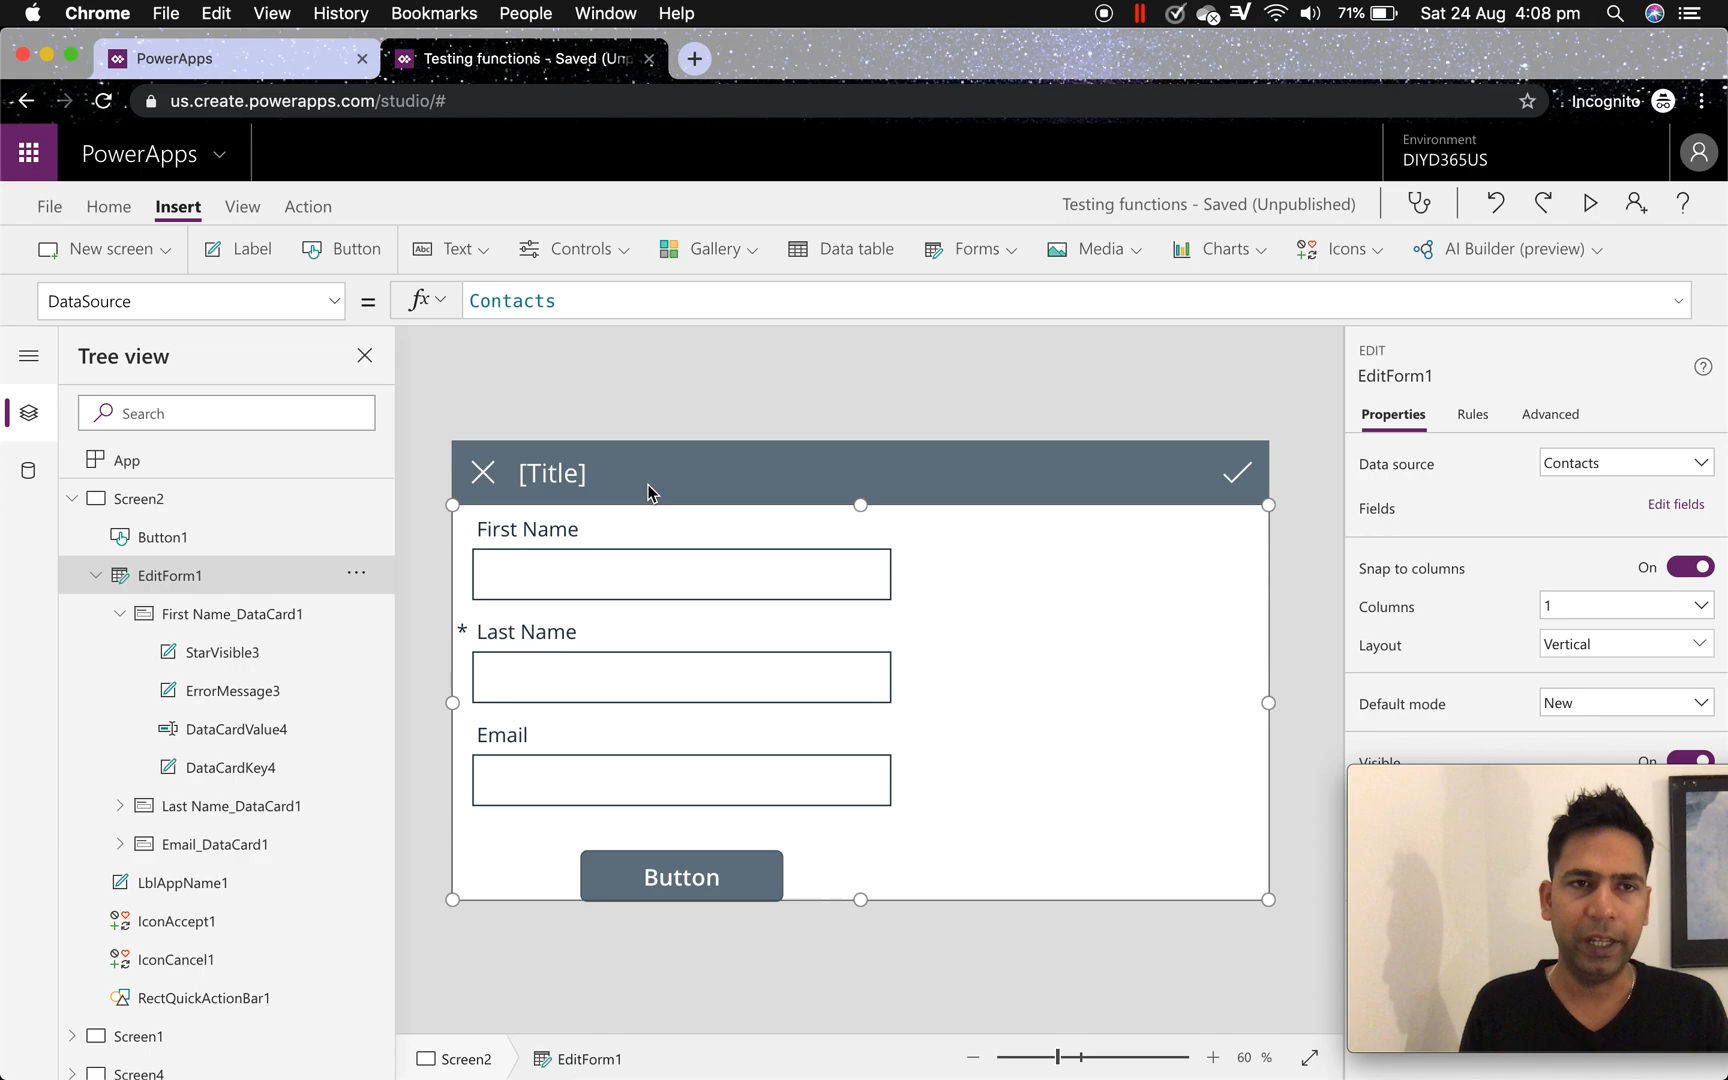 Chrome File Edit View History Bookmarks People Window Help 71% Sat 24 Aug 4:08 pm
PowerApps Testing functions - Saved (Unp
us.create.powerapps.com/studio/# Incognito
PowerApps Environment
DIYD365US
File Home Insert View Action Testing functions - Saved (Unpublished)
New screen Label Button Text Controls Gallery Data table Forms Media Charts Icons AI Builder (preview)
DataSource = fx Contacts
Tree view
Search
App
Screen2
Button1
EditForm1 ...
First Name_DataCard1
StarVisible3
ErrorMessage3
DataCardValue4
DataCardKey4
Last Name_DataCard1
Email_DataCard1
LblAppName1
IconAccept1
IconCancel1
RectQuickActionBar1
Screen1
Screen4
[Title]
First Name
* Last Name
Email
Button
Screen2 EditForm1 60 %
EDIT
EditForm1
Properties Rules Advanced
Data source Contacts
Fields Edit fields
Snap to columns On
Columns 1
Layout Vertical
Default mode New
Visible On